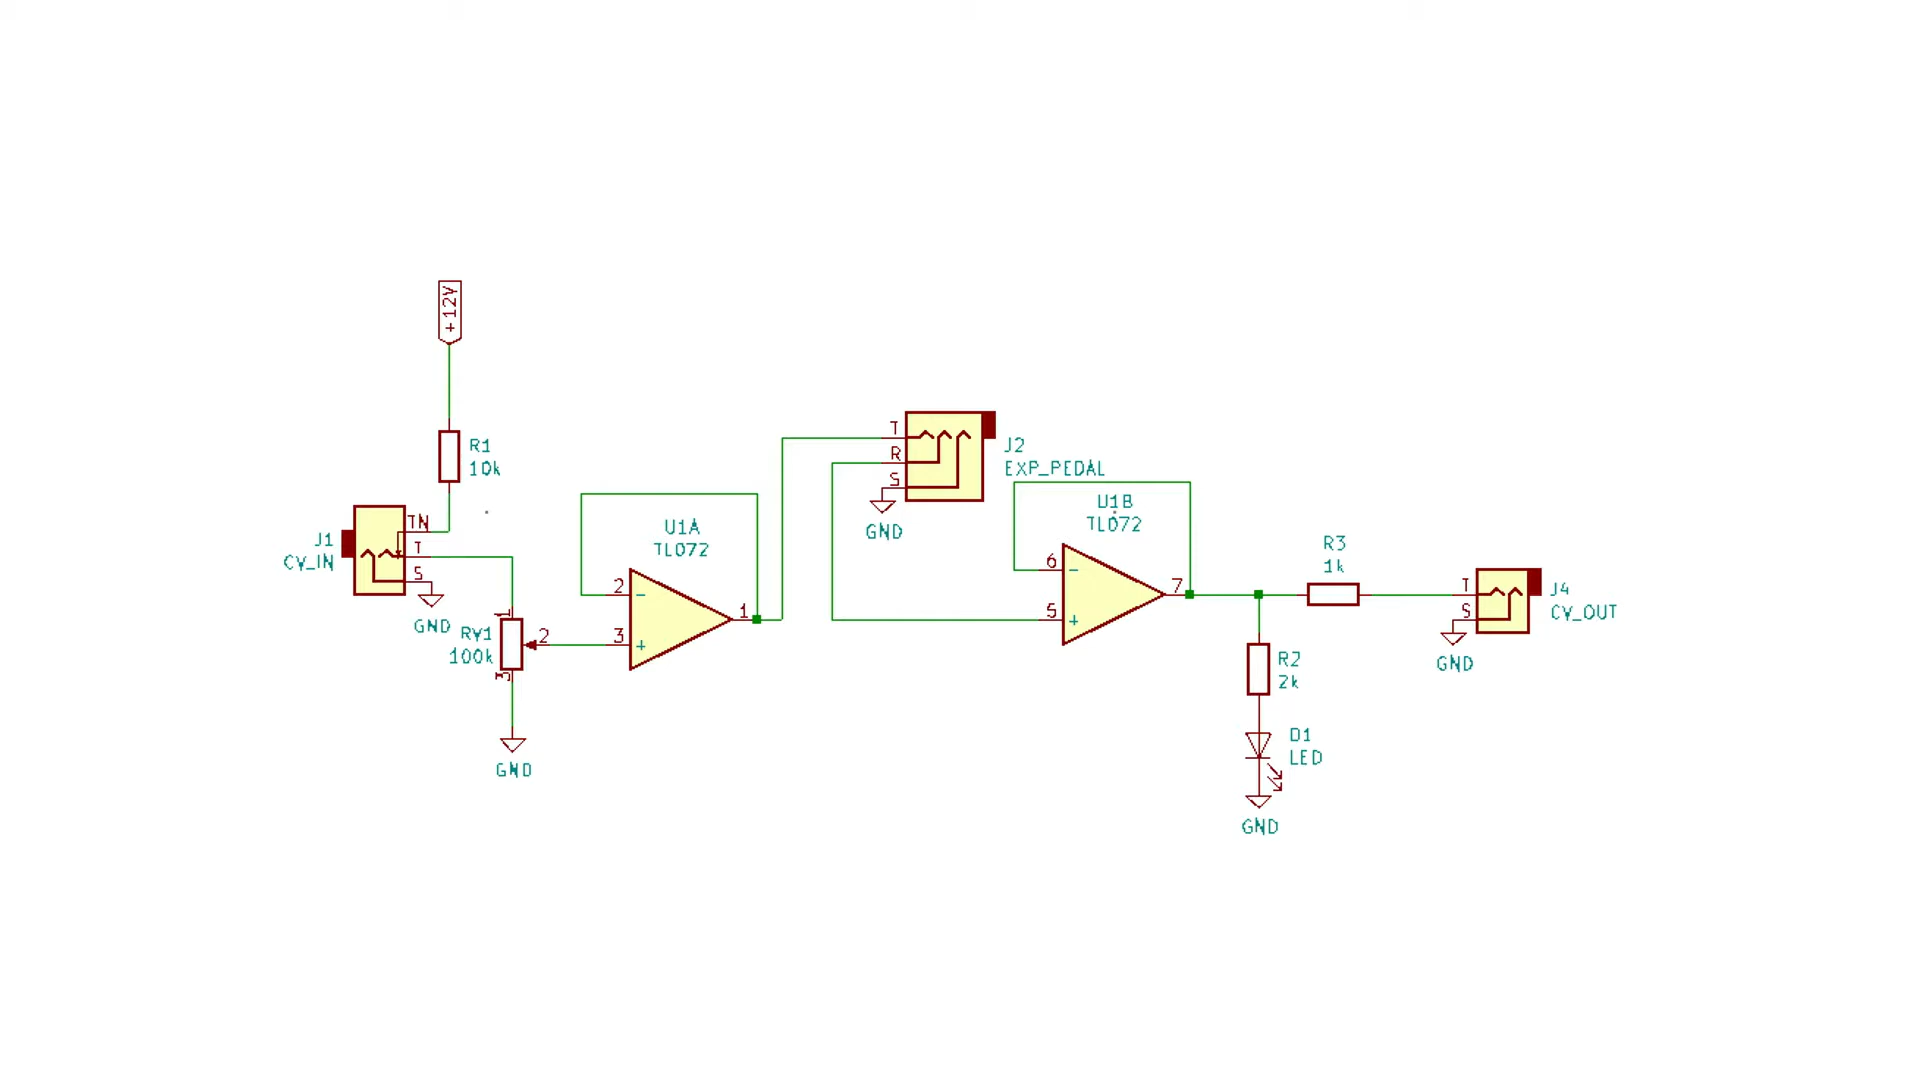 +12V
R1
10k
J1
CV_IN
TN
T
S
GND
RV1
100k
1
2
3
GND
U1A
TL072
2
-
3
+
1
T
R
S
J2
EXP_PEDAL
GND
U1B
TL072
6
-
5
+
7
R3
1k
R2
2k
D1
LED
GND
T
S
J4
CV_OUT
GND